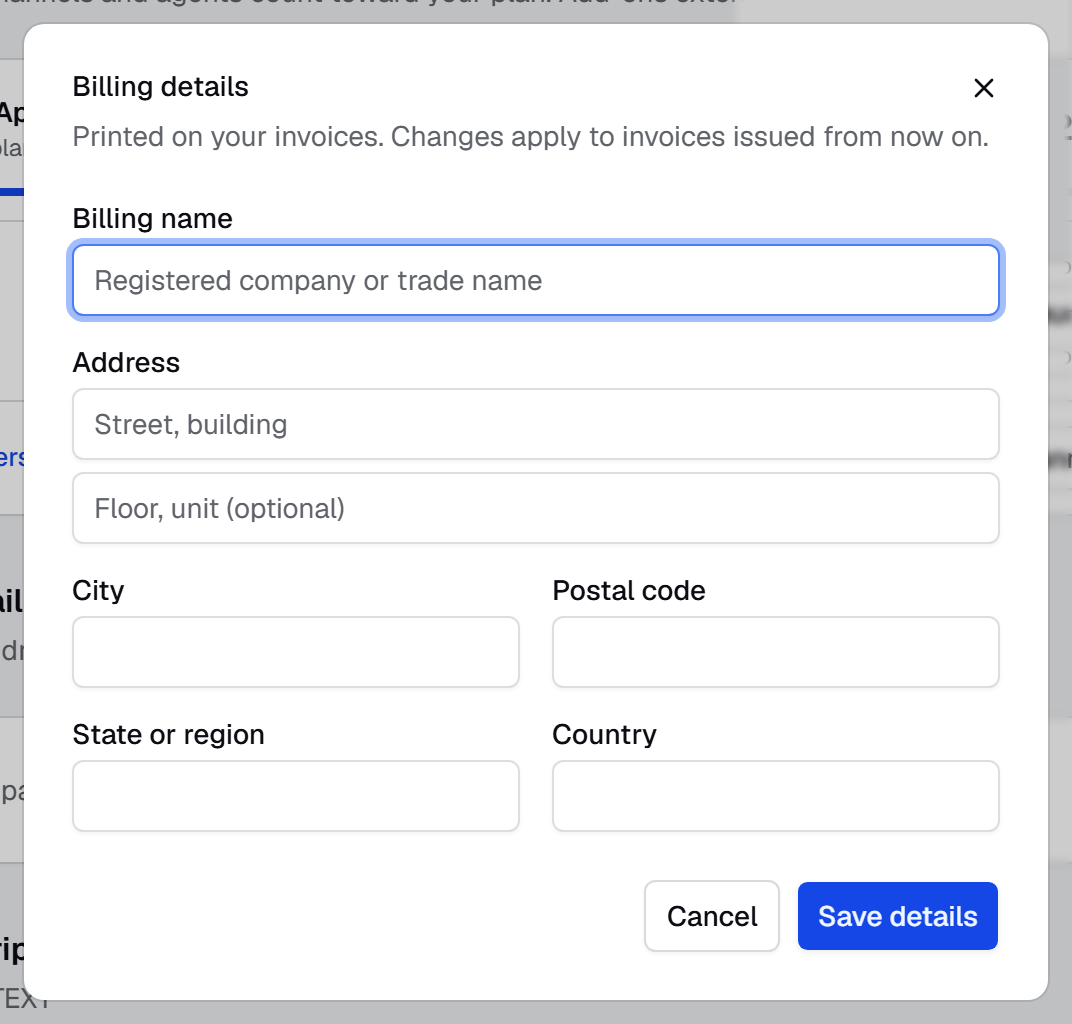 Billing details
Printed on your invoices. Changes apply to invoices issued from now on.
Billing name
Registered company or trade name
Address
Street, building
Floor, unit (optional)
City
Postal code
State or region
Country
Cancel
Save details